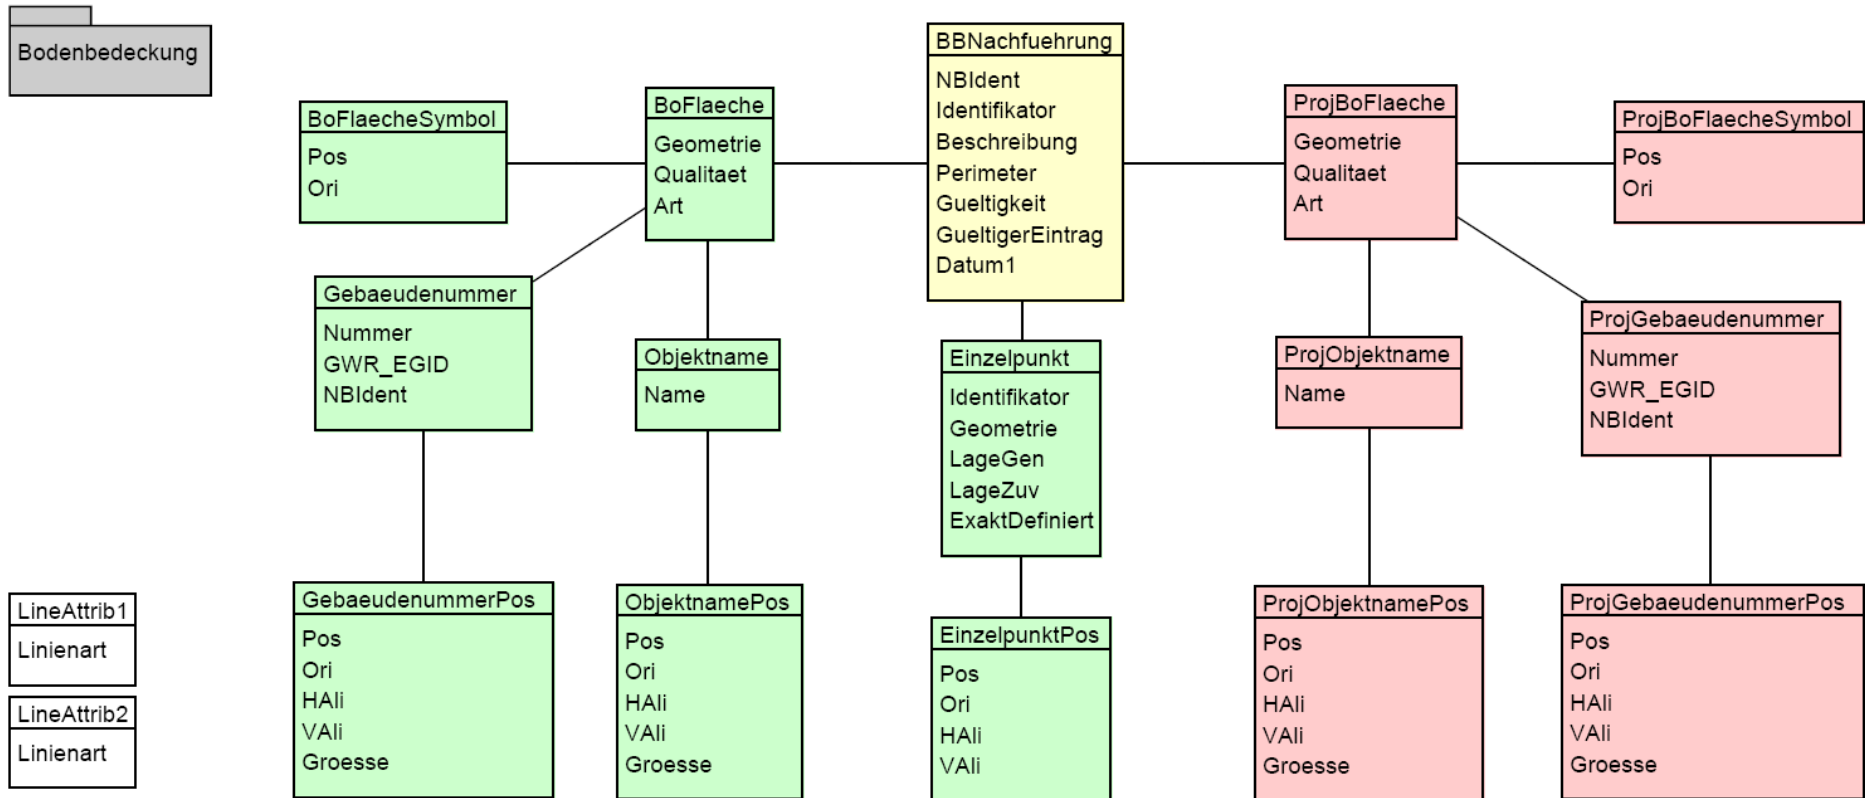 Bodenbedeckung
BoFlaecheSymbol
Pos
Ori
BoFlaeche
Geometrie
Qualitaet
Art
BBNachfuehrung
NBIdent
Identifikator
Beschreibung
Perimeter
Gueltigkeit
GueltigerEintrag
Datum1
ProjBoFlaeche
Geometrie
Qualitaet
Art
ProjBoFlaecheSymbol
Pos
Ori
Gebaeudenummer
Nummer
GWR_EGID
NBIdent
Objektname
Name
Einzelpunkt
Identifikator
Geometrie
LageGen
LageZuv
ExaktDefiniert
ProjObjektname
Name
ProjGebaeudenummer
Nummer
GWR_EGID
NBIdent
LineAttrib1
Linienart
LineAttrib2
Linienart
GebaeudenummerPos
Pos
Ori
HAli
VAli
Groesse
ObjektnamePos
Pos
Ori
HAli
VAli
Groesse
EinzelpunktPos
Pos
Ori
HAli
VAli
ProjObjektnamePos
Pos
Ori
HAli
VAli
Groesse
ProjGebaeudenummerPos
Pos
Ori
HAli
VAli
Groesse